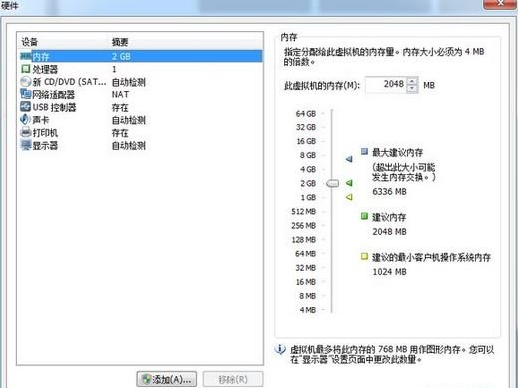 硬件
设备 摘要
内存 2 GB
处理器 1
新 CD/DVD (SAT... 自动检测
网络适配器 NAT
USB 控制器 存在
声卡 自动检测
打印机 存在
显示器 自动检测
添加(A)...
移除(R)
内存
指定分配给此虚拟机的内存量。内存大小必须为 4 MB
的倍数。
此虚拟机的内存(M): 2048 MB
64 GB
32 GB
16 GB
8 GB
4 GB
2 GB
1 GB
512 MB
256 MB
128 MB
64 MB
32 MB
16 MB
8 MB
4 MB
最大建议内存
(超出此大小可能
发生内存交换。)
6336 MB
建议内存
2048 MB
建议的最小客户机操作系统内存
1024 MB
虚拟机最多将此内存的 768 MB 用作图形内存。您可以
在"显示器"设置页面中更改此数量。